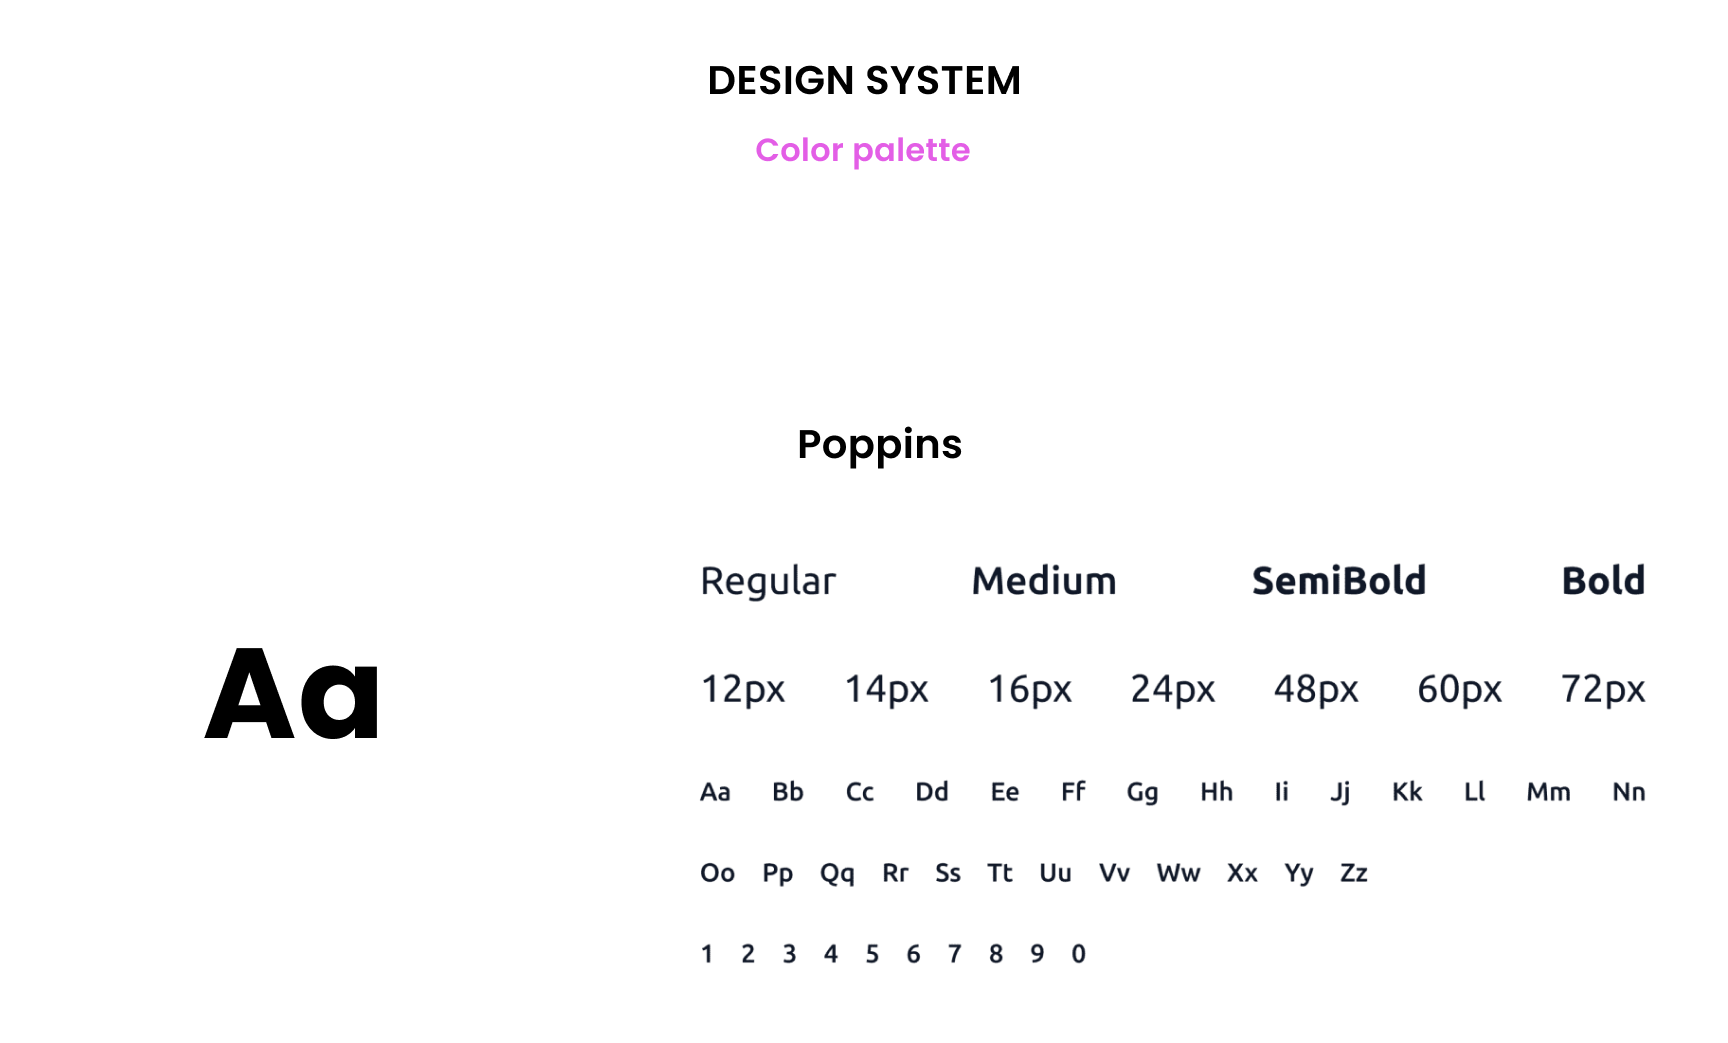 DESIGN SYSTEM
Color palette
Poppins
Aa
Regular Medium SemiBold Bold
12px 14px 16px 24px 48px 60px 72px
Aa Bb Cc Dd Ee Ff Gg Hh Ii Jj Kk Ll Mm Nn
Oo Pp Qq Rr Ss Tt Uu Vv Ww Xx Yy Zz
1 2 3 4 5 6 7 8 9 0